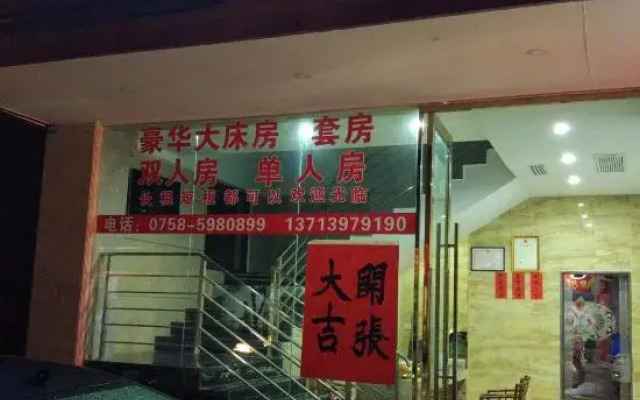 豪华大床房 套房
双人房 单人房
长租短租都可以欢迎光临
电话：0758-5980899 13713979190
開張
大吉